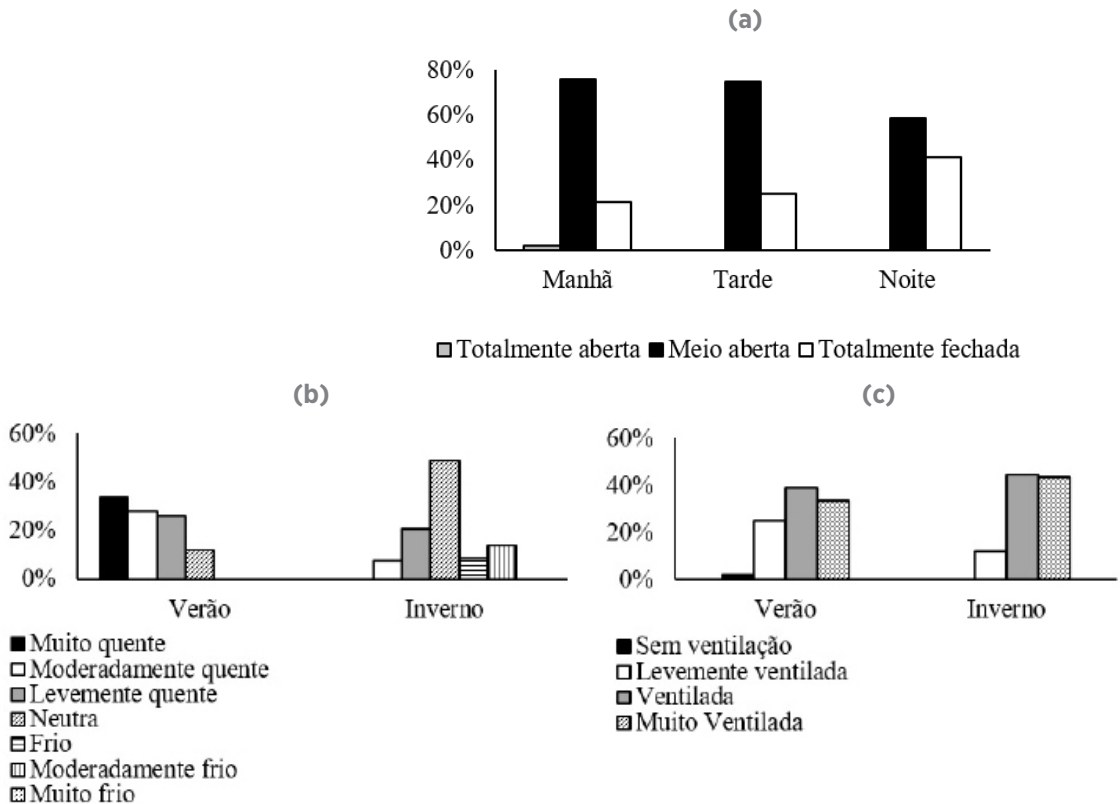 (a)
80%
60%
40%
20%
0%
Manhã Tarde Noite
Totalmente aberta Meio aberta Totalmente fechada
(b)
60%
40%
20%
0%
Verão Inverno
Muito quente
Moderadamente quente
Levemente quente
Neutra
Frio
Moderadamente frio
Muito frio
(c)
60%
40%
20%
0%
Verão Inverno
Sem ventilação
Levemente ventilada
Ventilada
Muito Ventilada